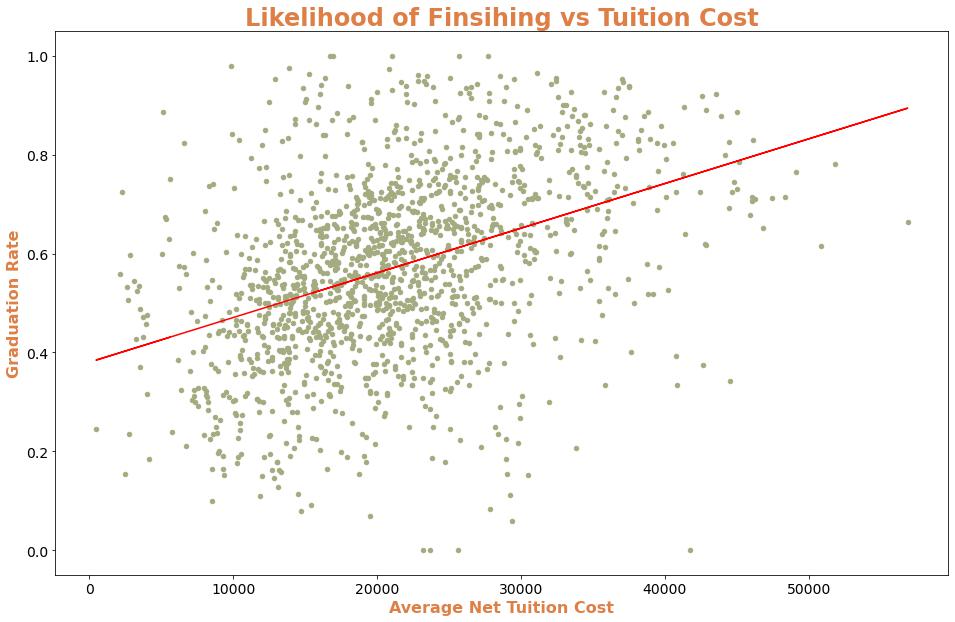 Likelihood of Finsihing vs Tuition Cost
1.0
0.8
0.6
0.4
0.2
0.0
Graduation Rate
0 10000 20000 30000 40000 50000
Average Net Tuition Cost